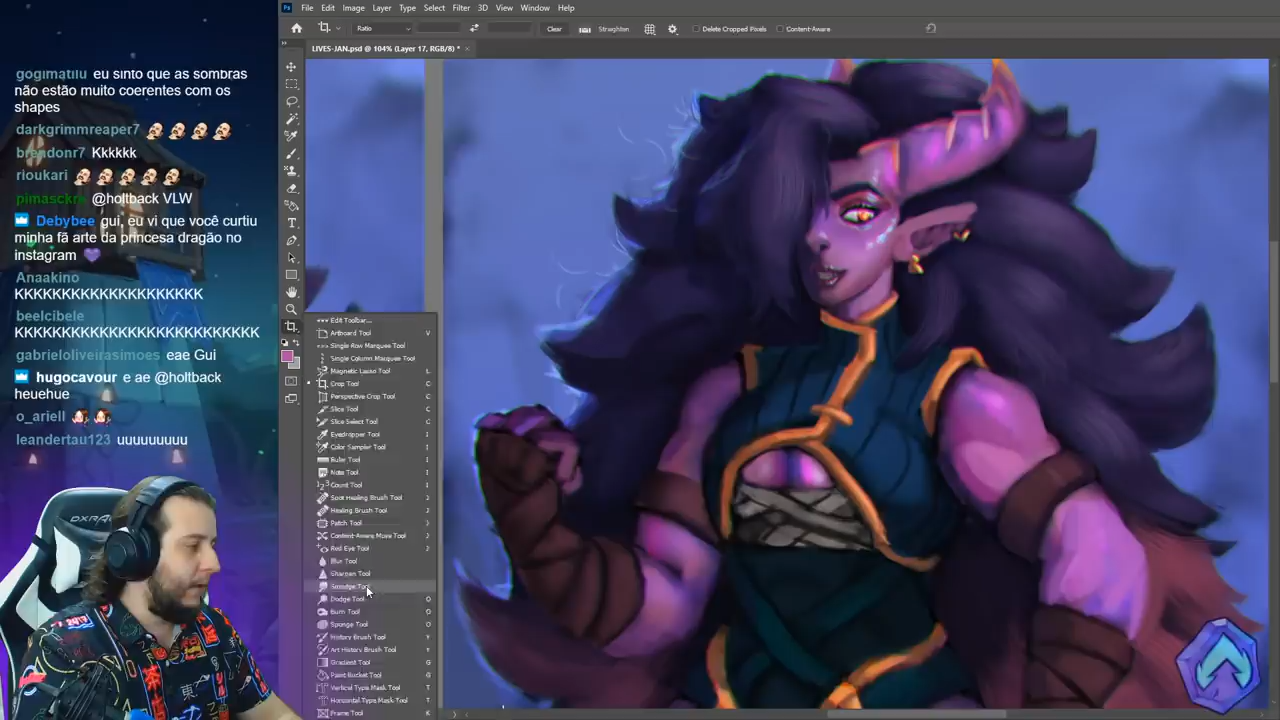 File Edit Image Layer Type Select Filter 3D View Window Help
Ratio Clear Straighten Delete Cropped Pixels Content-Aware
LIVES-JAN.psd @ 104% (Layer 17, RGB/8) *
gogimatilu eu sinto que as sombras
não estão muito coerentes com os
shapes
darkgrimmreaper7
brendonr7 Kkkkkk
rioukari
@holtback VLW
Debybee gui, eu vi que você curtiu
minha fã arte da princesa dragão no
instagram
Anaakino
KKKKKKKKKKKKKKKKKKKK
beelcibele
KKKKKKKKKKKKKKKKKKKKKKKKKK
gabrieloliveirasimoes eae Gui
hugocavour e ae @holtback
heuehue
o_ariell
leandertau123 uuuuuuuuu
Edit Toolbar...
Artboard Tool V
Single Row Marquee Tool
Single Column Marquee Tool
Magnetic Lasso Tool L
Crop Tool C
Perspective Crop Tool C
Slice Tool C
Slice Select Tool C
Eyedropper Tool I
Color Sampler Tool I
Ruler Tool I
Note Tool I
Count Tool I
Spot Healing Brush Tool J
Healing Brush Tool J
Patch Tool J
Content-Aware Move Tool J
Red Eye Tool J
Blur Tool
Sharpen Tool
Smudge Tool
Dodge Tool O
Burn Tool O
Sponge Tool O
History Brush Tool Y
Art History Brush Tool Y
Gradient Tool G
Paint Bucket Tool G
Vertical Type Mask Tool T
Horizontal Type Mask Tool T
Frame Tool K